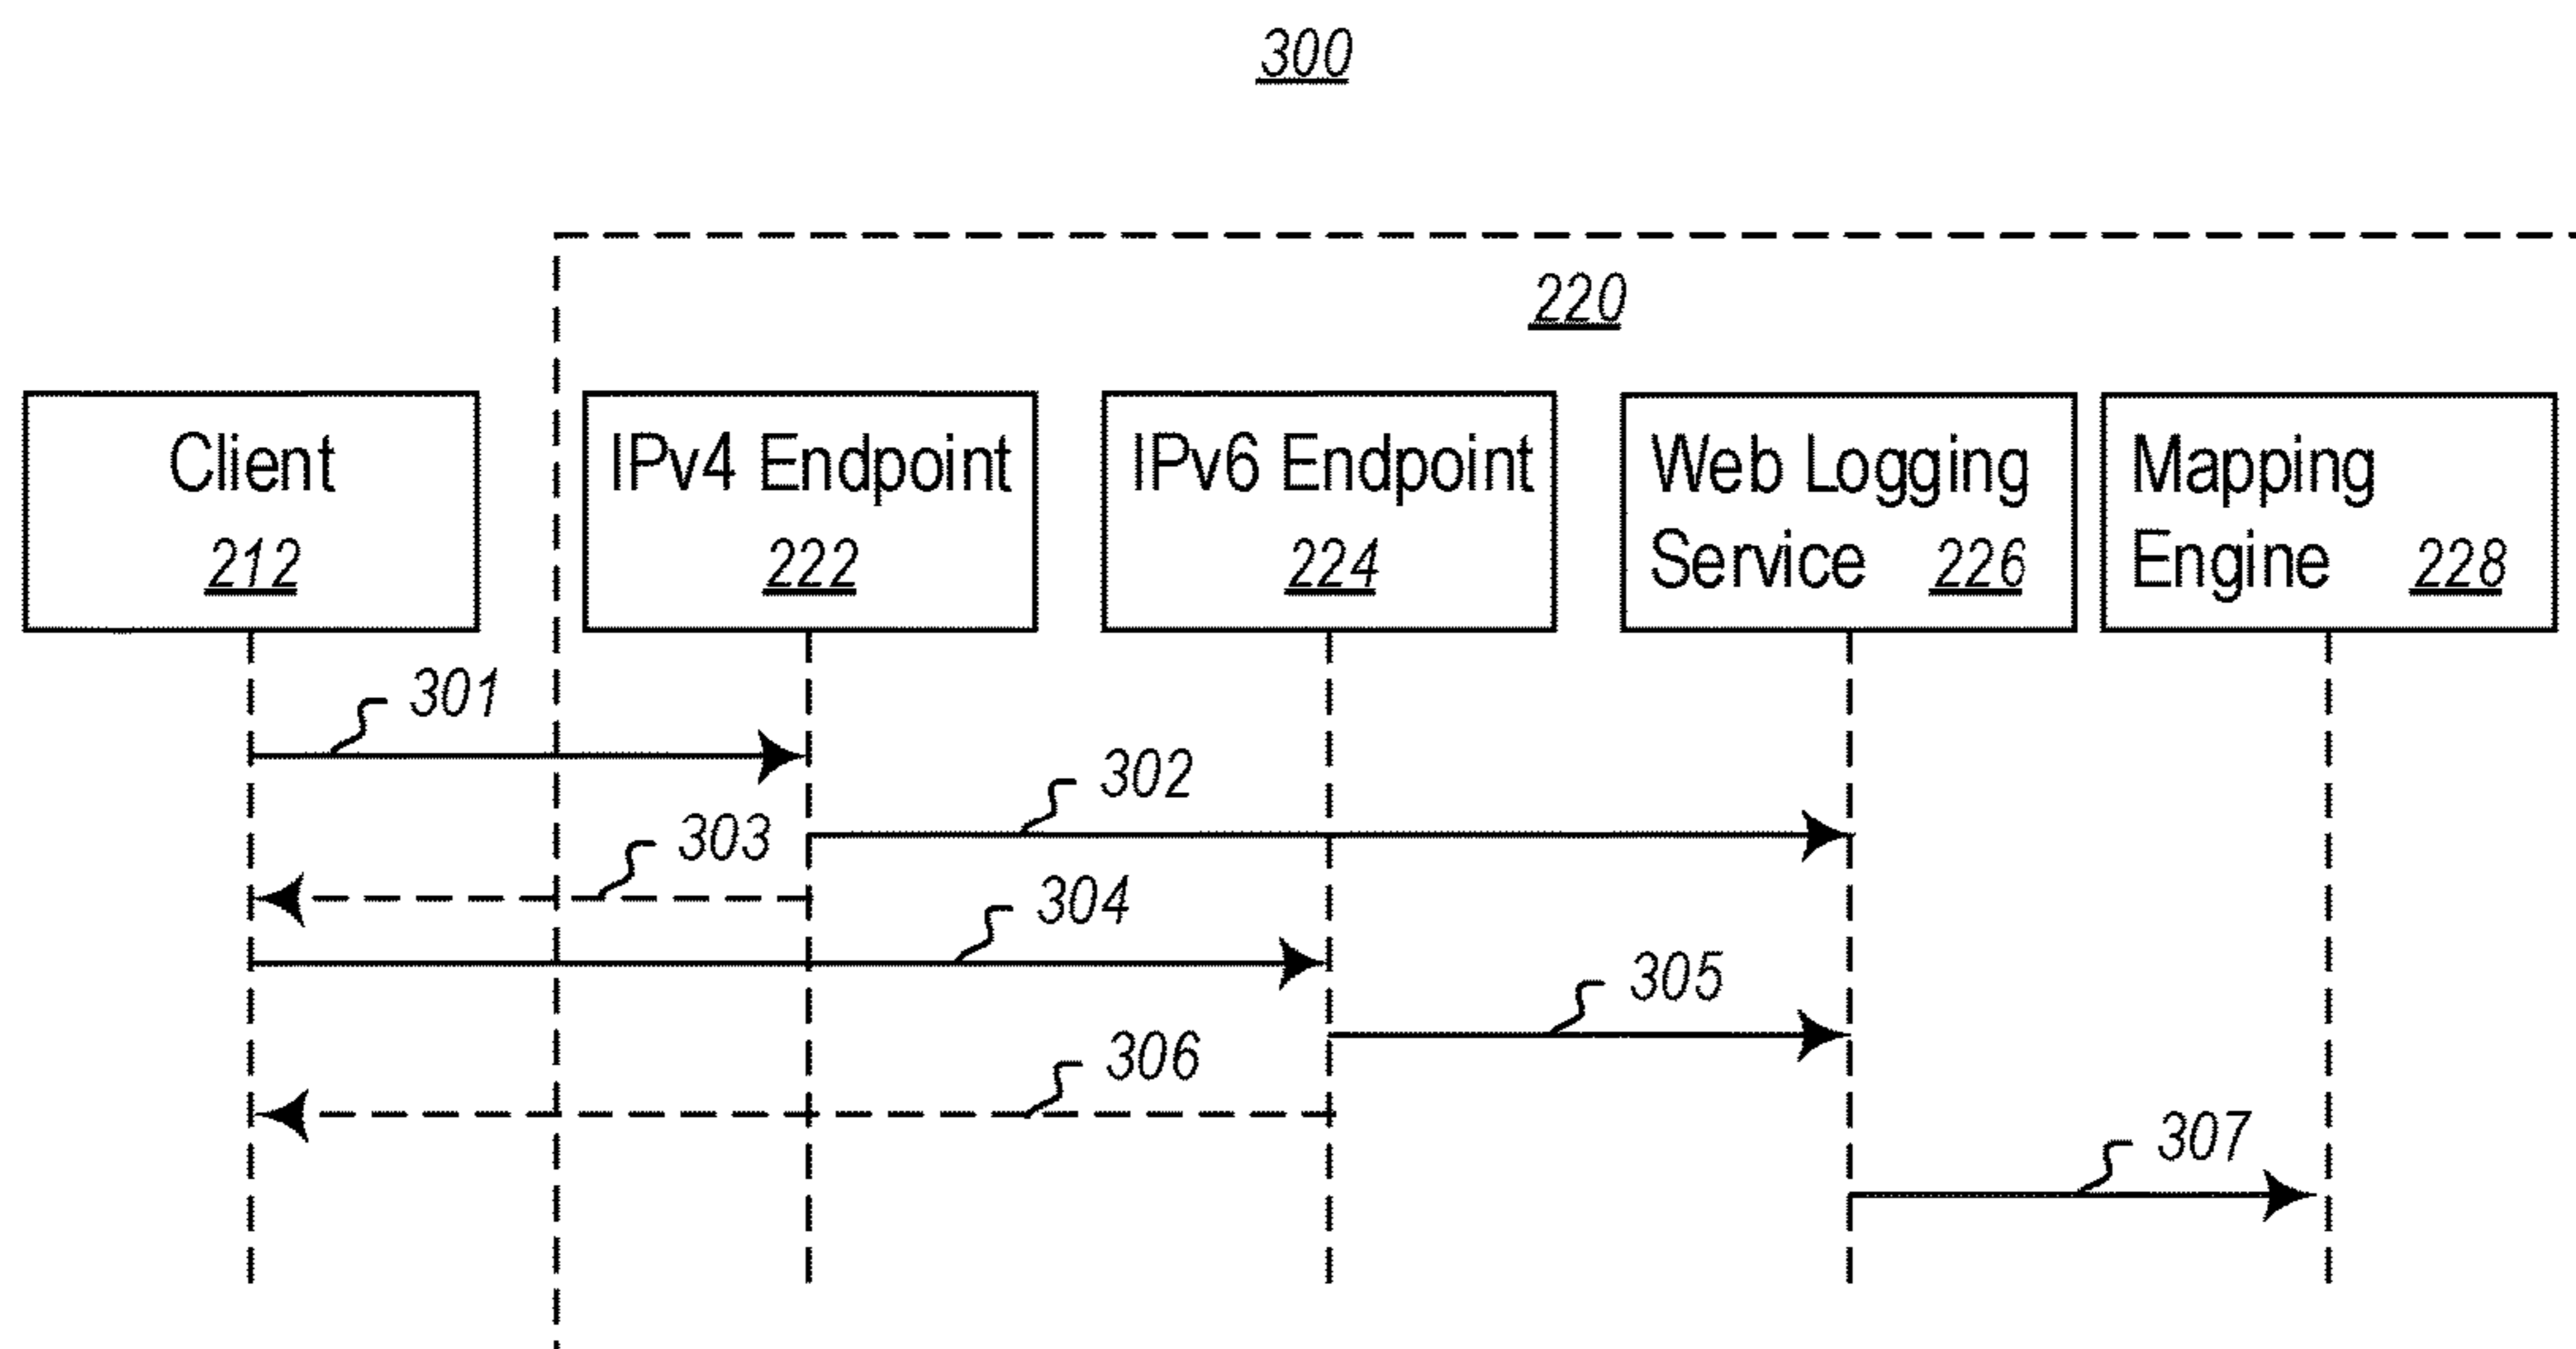 300
220
Client
212
IPv4 Endpoint
222
IPv6 Endpoint
224
Web Logging
Service 226
Mapping
Engine 228
301
302
303
304
305
306
307